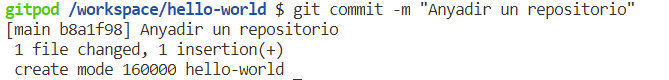 gitpod /workspace/hello-world $ git commit -m "Anyadir un repositorio"
[main b8a1f98] Anyadir un repositorio
 1 file changed, 1 insertion(+)
 create mode 160000 hello-world _